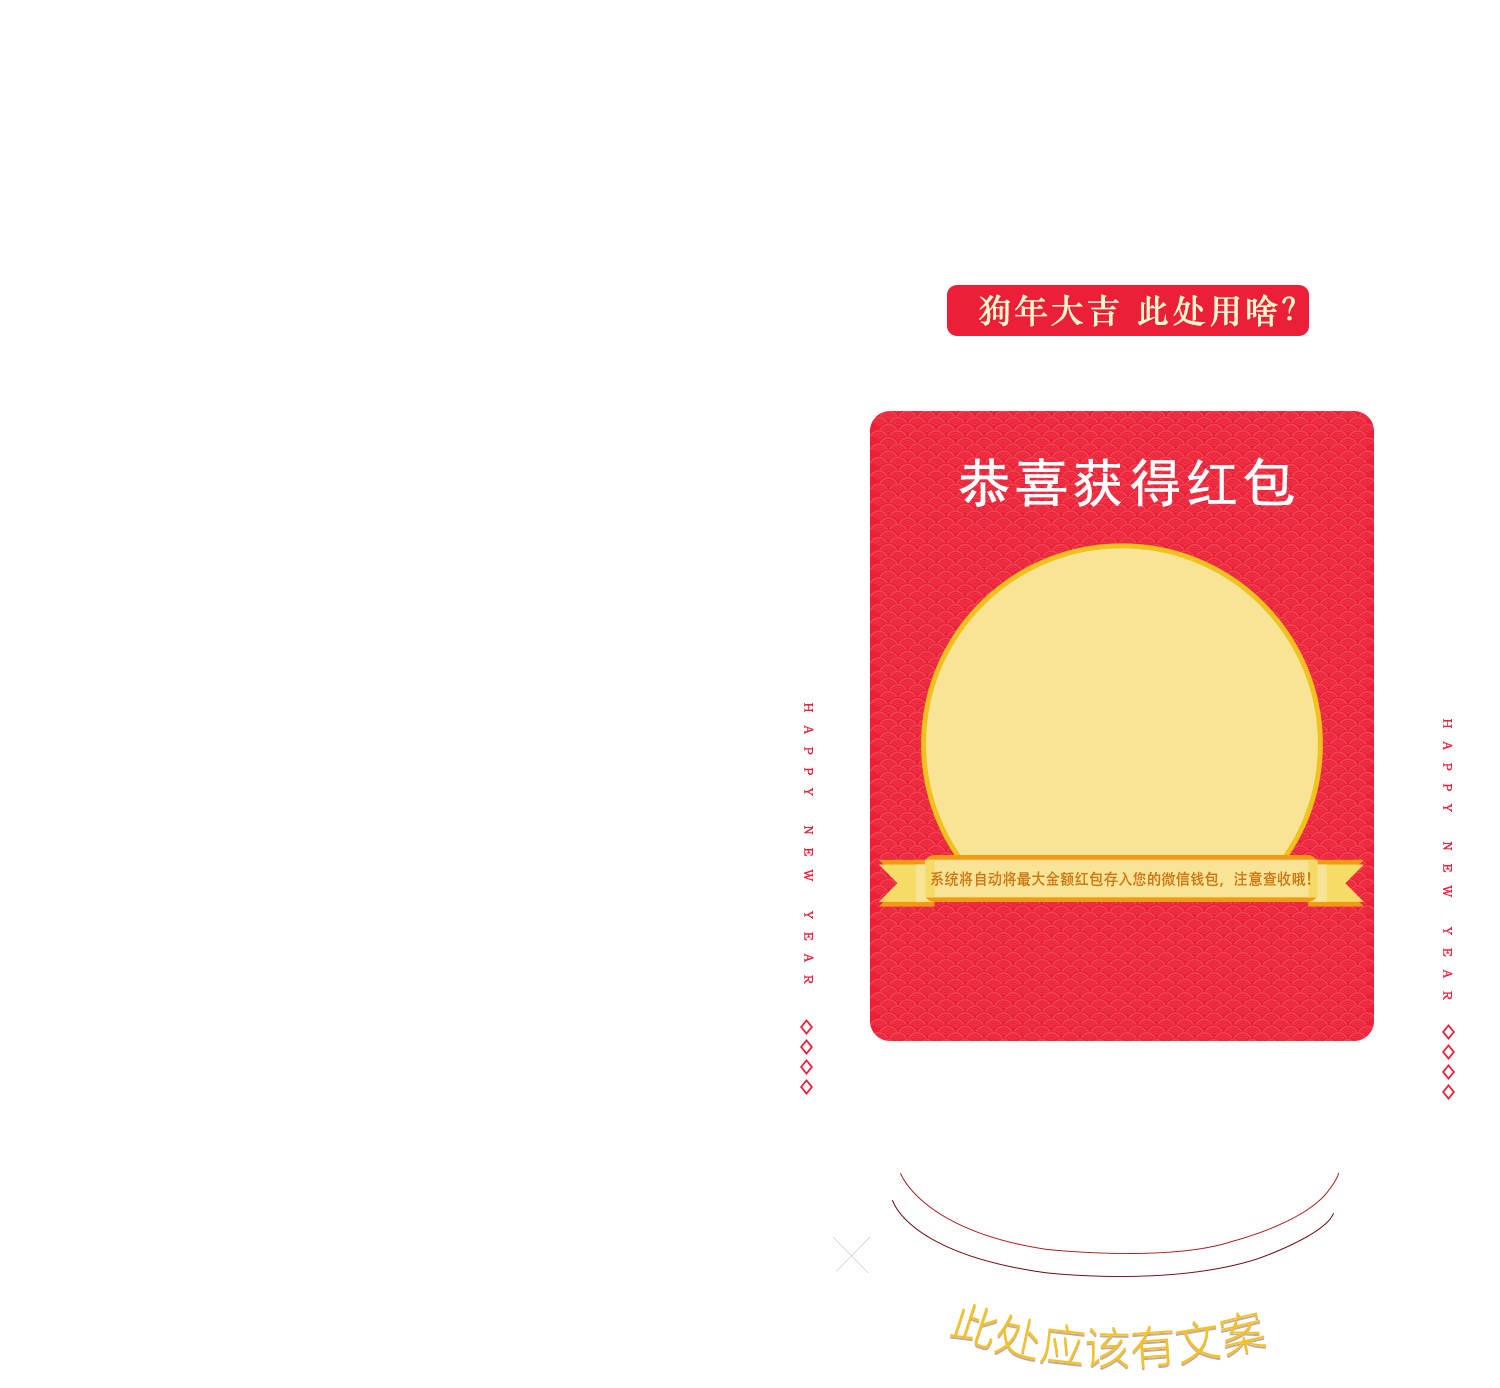 狗年大吉 此处用啥?
恭喜获得红包
HAPPY NEW YEAR
HAPPY NEW YEAR
系统将自动将最大金额红包存入您的微信钱包，注意查收哦!
此处应该有文案